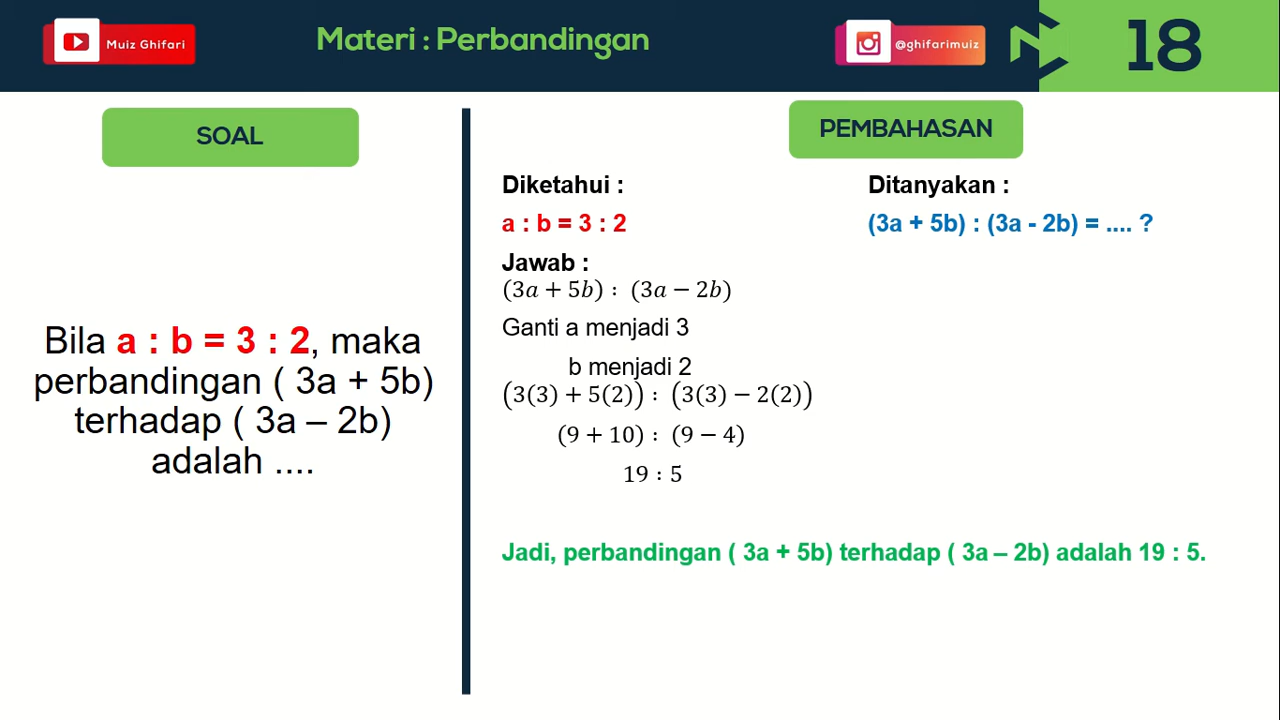 Muiz Ghifari
Materi : Perbandingan
@ghifarimuiz
18
SOAL
Bila a : b = 3 : 2, maka
perbandingan ( 3a + 5b)
terhadap ( 3a – 2b)
adalah ....
PEMBAHASAN
Diketahui :
a : b = 3 : 2
Ditanyakan :
(3a + 5b) : (3a - 2b) = .... ?
Jawab :
(3𝑎 + 5𝑏) : (3𝑎 − 2𝑏)
Ganti a menjadi 3
b menjadi 2
(3(3) + 5(2)) : (3(3) − 2(2))
(9 + 10) : (9 − 4)
19 : 5
Jadi, perbandingan ( 3a + 5b) terhadap ( 3a – 2b) adalah 19 : 5.